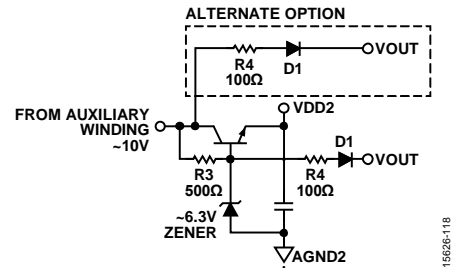 ALTERNATE OPTION
R4
100Ω
D1
VOUT
FROM AUXILIARY
WINDING
~10V
VDD2
D1
VOUT
R3
500Ω
R4
100Ω
~6.3V
ZENER
AGND2
15626-118